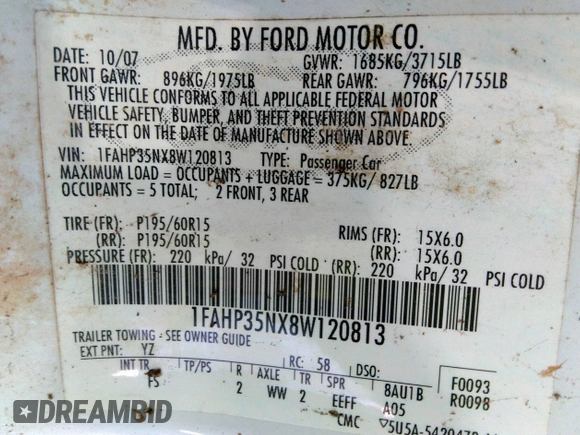 MFD. BY FORD MOTOR CO.
DATE: 10/07 GVWR: 1685KG/3715LB
FRONT GAWR: 896KG/1975LB REAR GAWR: 796KG/1755LB
THIS VEHICLE CONFORMS TO ALL APPLICABLE FEDERAL MOTOR
VEHICLE SAFETY, BUMPER, AND THEFT PREVENTION STANDARDS
IN EFFECT ON THE DATE OF MANUFACTURE SHOWN ABOVE.
VIN: 1FAHP35NX8W120813 TYPE: Passenger Car
MAXIMUM LOAD = OCCUPANTS + LUGGAGE = 375KG/ 827LB
OCCUPANTS = 5 TOTAL; 2 FRONT, 3 REAR
TIRE (FR): P195/60R15 RIMS (FR): 15X6.0
(RR): P195/60R15 (RR): 15X6.0
PRESSURE (FR): 220 kPa/ 32 PSI COLD (RR): 220 kPa/ 32 PSI COLD
1FAHP35NX8W120813
TRAILER TOWING - SEE OWNER GUIDE
EXT PNT: YZ RC: 58 DSO: F0093
INT TR TP/PS R AXLE TR SPR 8AU1B R0098
FS 2 WW 2 EEFF A05
CMC
DREAMBID